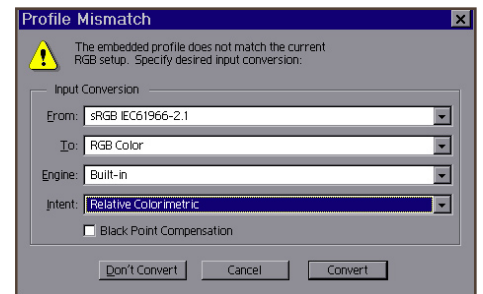 Profile Mismatch
The embedded profile does not match the current
RGB setup. Specify desired input conversion:
Input Conversion
From: sRGB IEC61966-2.1
To: RGB Color
Engine: Built-in
Intent: Relative Colorimetric
Black Point Compensation
Don't Convert Cancel Convert